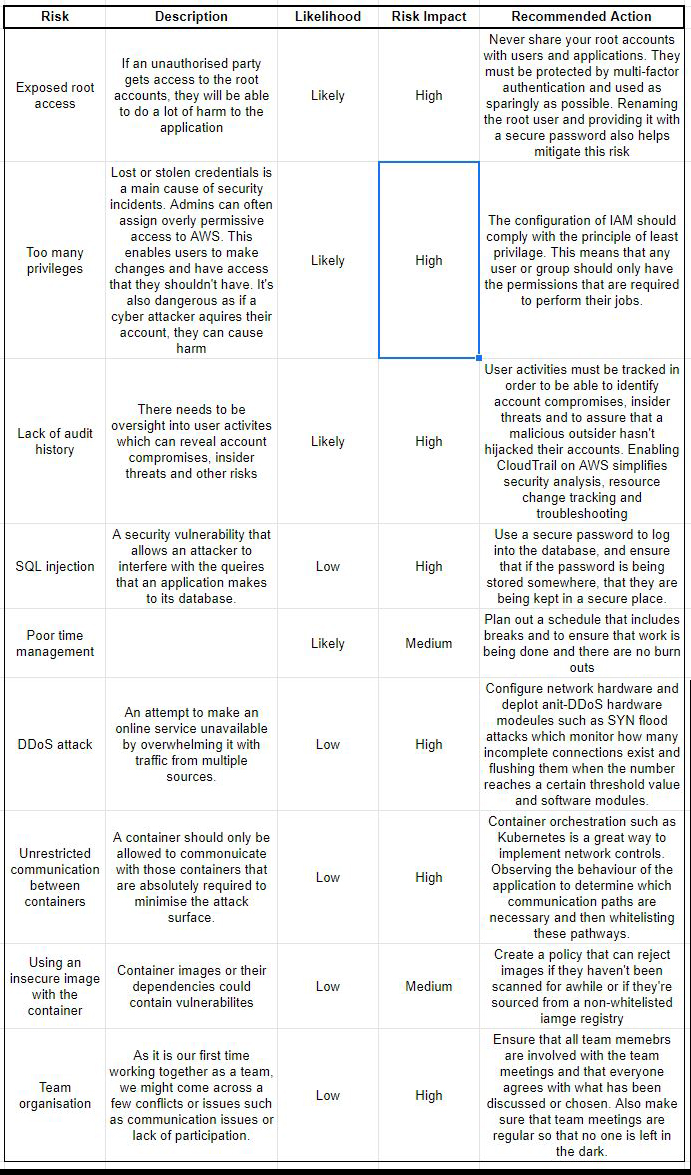 Risk Description Likelihood Risk Impact Recommended Action
Exposed root
access
If an unauthorised party
gets access to the root
accounts, they will be able
to do a lot of harm to the
application
Likely
High
Never share your root accounts
with users and applications. They
must be protected by multi-factor
authentication and used as
sparingly as possible. Renaming
the root user and providing it with
a secure password also helps
mitigate this risk
Too many
privileges
Lost or stolen credentials is
a main cause of security
incidents. Admins can often
assign overly permissive
access to AWS. This
enables users to make
changes and have access
that they shouldn't have. It's
also dangerous as if a
cyber attacker aquires their
account, they can cause
harm
Likely
High
The configuration of IAM should
comply with the principle of least
privilage. This means that any
user or group should only have
the permissions that are required
to perform their jobs.
Lack of audit
history
There needs to be
oversight into user activites
which can reveal account
compromises, insider
threats and other risks
Likely
High
User activities must be tracked in
order to be able to identify
account compromises, insider
threats and to assure that a
malicious outsider hasn't
hijacked their accounts. Enabling
CloudTrail on AWS simplifies
security analysis, resource
change tracking and
troubleshooting
SQL injection
A security vulnerability that
allows an attacker to
interfere with the queires
that an application makes
to its database.
Low
High
Use a secure password to log
into the database, and ensure
that if the password is being
stored somewhere, that they are
being kept in a secure place.
Poor time
management
Likely
Medium
Plan out a schedule that includes
breaks and to ensure that work is
being done and there are no burn
outs
DDoS attack
An attempt to make an
online service unavailable
by overwhelming it with
traffic from multiple
sources.
Low
High
Configure network hardware and
deplot anit-DDoS hardware
modeules such as SYN flood
attacks which monitor how many
incomplete connections exist and
flushing them when the number
reaches a certain threshold value
and software modules.
Unrestricted
communication
between
containers
A container should only be
allowed to commonuicate
with those containers that
are absolutely required to
minimise the attack
surface.
Low
High
Container orchestration such as
Kubernetes is a great way to
implement network controls.
Observing the behaviour of the
application to determine which
communication paths are
necessary and then whitelisting
these pathways.
Using an
insecure image
with the
container
Container images or their
dependencies could
contain vulnerabilites
Low
Medium
Create a policy that can reject
images if they haven't been
scanned for awhile or if they're
sourced from a non-whitelisted
iamge registry
Team
organisation
As it is our first time
working together as a team,
we might come across a
few conflicts or issues such
as communication issues or
lack of participation.
Low
High
Ensure that all team memebrs
are involved with the team
meetings and that everyone
agrees with what has been
discussed or chosen. Also make
sure that team meetings are
regular so that no one is left in
the dark.